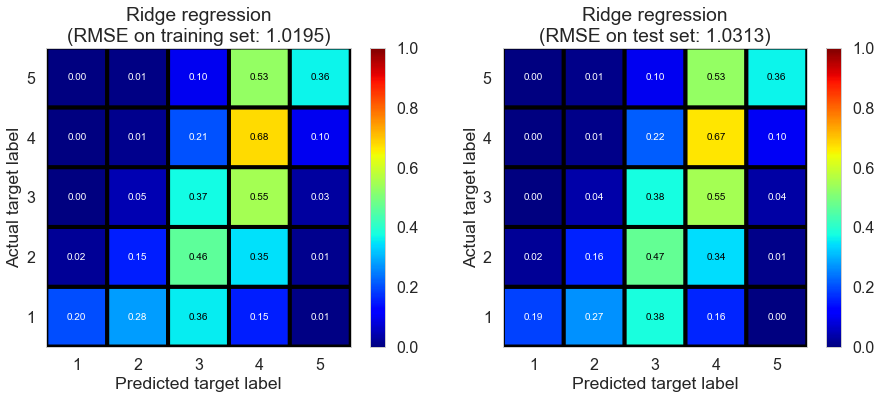 Ridge regression
(RMSE on training set: 1.0195)
Actual target label
5
0.00 0.01 0.10 0.53 0.36
4
0.00 0.01 0.21 0.68 0.10
3
0.00 0.05 0.37 0.55 0.03
2
0.02 0.15 0.46 0.35 0.01
1
0.20 0.28 0.36 0.15 0.01
1 2 3 4 5
Predicted target label
1.0
0.8
0.6
0.4
0.2
0.0
Ridge regression
(RMSE on test set: 1.0313)
Actual target label
5
0.00 0.01 0.10 0.53 0.36
4
0.00 0.01 0.22 0.67 0.10
3
0.00 0.04 0.38 0.55 0.04
2
0.02 0.16 0.47 0.34 0.01
1
0.19 0.27 0.38 0.16 0.00
1 2 3 4 5
Predicted target label
1.0
0.8
0.6
0.4
0.2
0.0